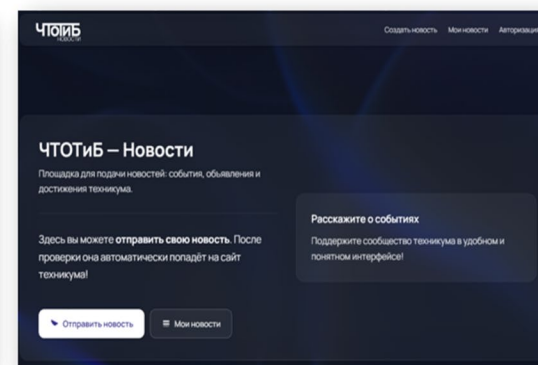 ЧТОТиБ
НОВОСТИ
Создать новость Мои новости Авторизаци
ЧТОТиБ — Новости
Площадка для подачи новостей: события, объявления и
достижения техникума.
Расскажите о событиях
Поддержите сообщество техникума в удобном и
понятном интерфейсе!
Здесь вы можете отправить свою новость. После
проверки она автоматически попадёт на сайт
техникума!
Отправить новость Мои новости